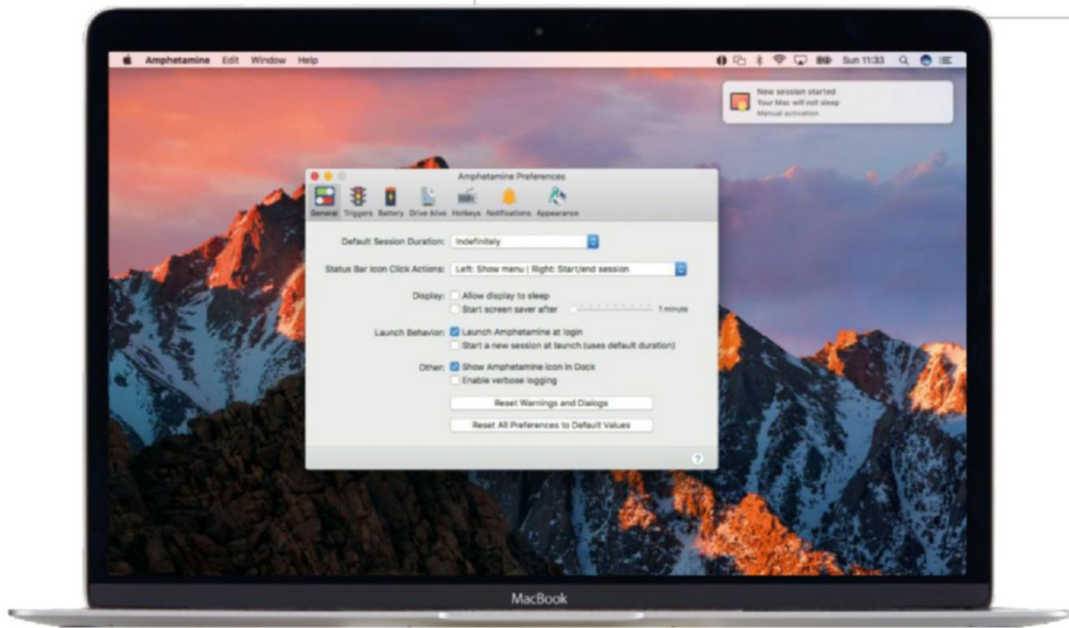 Amphetamine Edit Window Help Sun 11:33
New session started
Your Mac will not sleep
Manual activation
Amphetamine Preferences
General Triggers Battery Drive Alive Hotkeys Notifications Appearance
Default Session Duration: Indefinitely
Status Bar Icon Click Actions: Left: Show menu | Right: Start/end session
Display: Allow display to sleep
Start screen saver after 1 minute
Launch Behavior: Launch Amphetamine at login
Start a new session at launch (uses default duration)
Other: Show Amphetamine icon in Dock
Enable verbose logging
Reset Warnings and Dialogs
Reset All Preferences to Default Values
?
MacBook